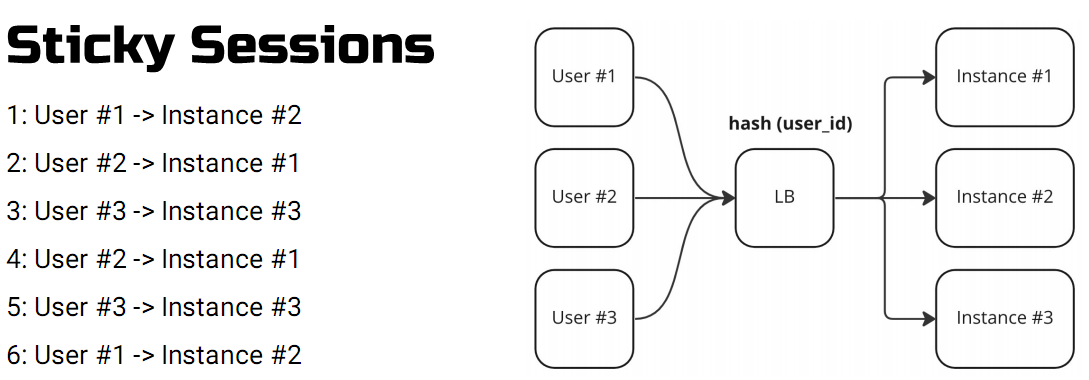 Sticky Sessions
1: User #1 -> Instance #2
2: User #2 -> Instance #1
3: User #3 -> Instance #3
4: User #2 -> Instance #1
5: User #3 -> Instance #3
6: User #1 -> Instance #2
User #1
User #2
User #3
hash (user_id)
LB
Instance #1
Instance #2
Instance #3